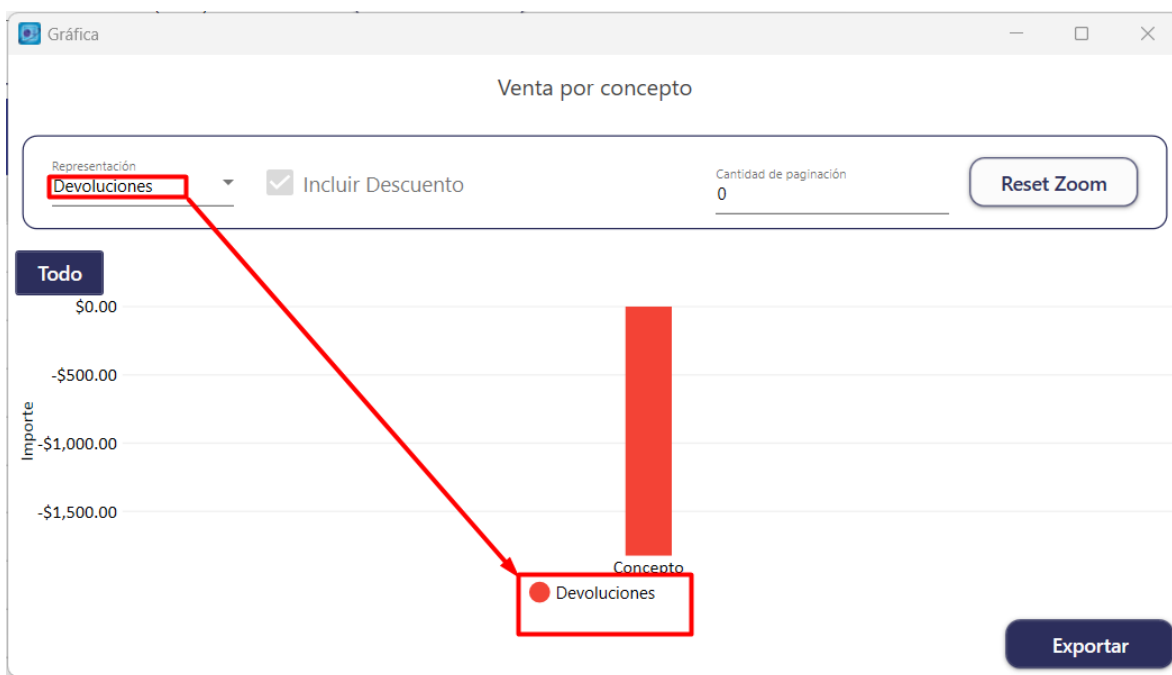 Gráfica
Venta por concepto
Representación
Devoluciones
Incluir Descuento
Cantidad de paginación
0
Reset Zoom
Todo
$0.00
-$500.00
-$1,000.00
-$1,500.00
Importe
Concepto
Devoluciones
Exportar